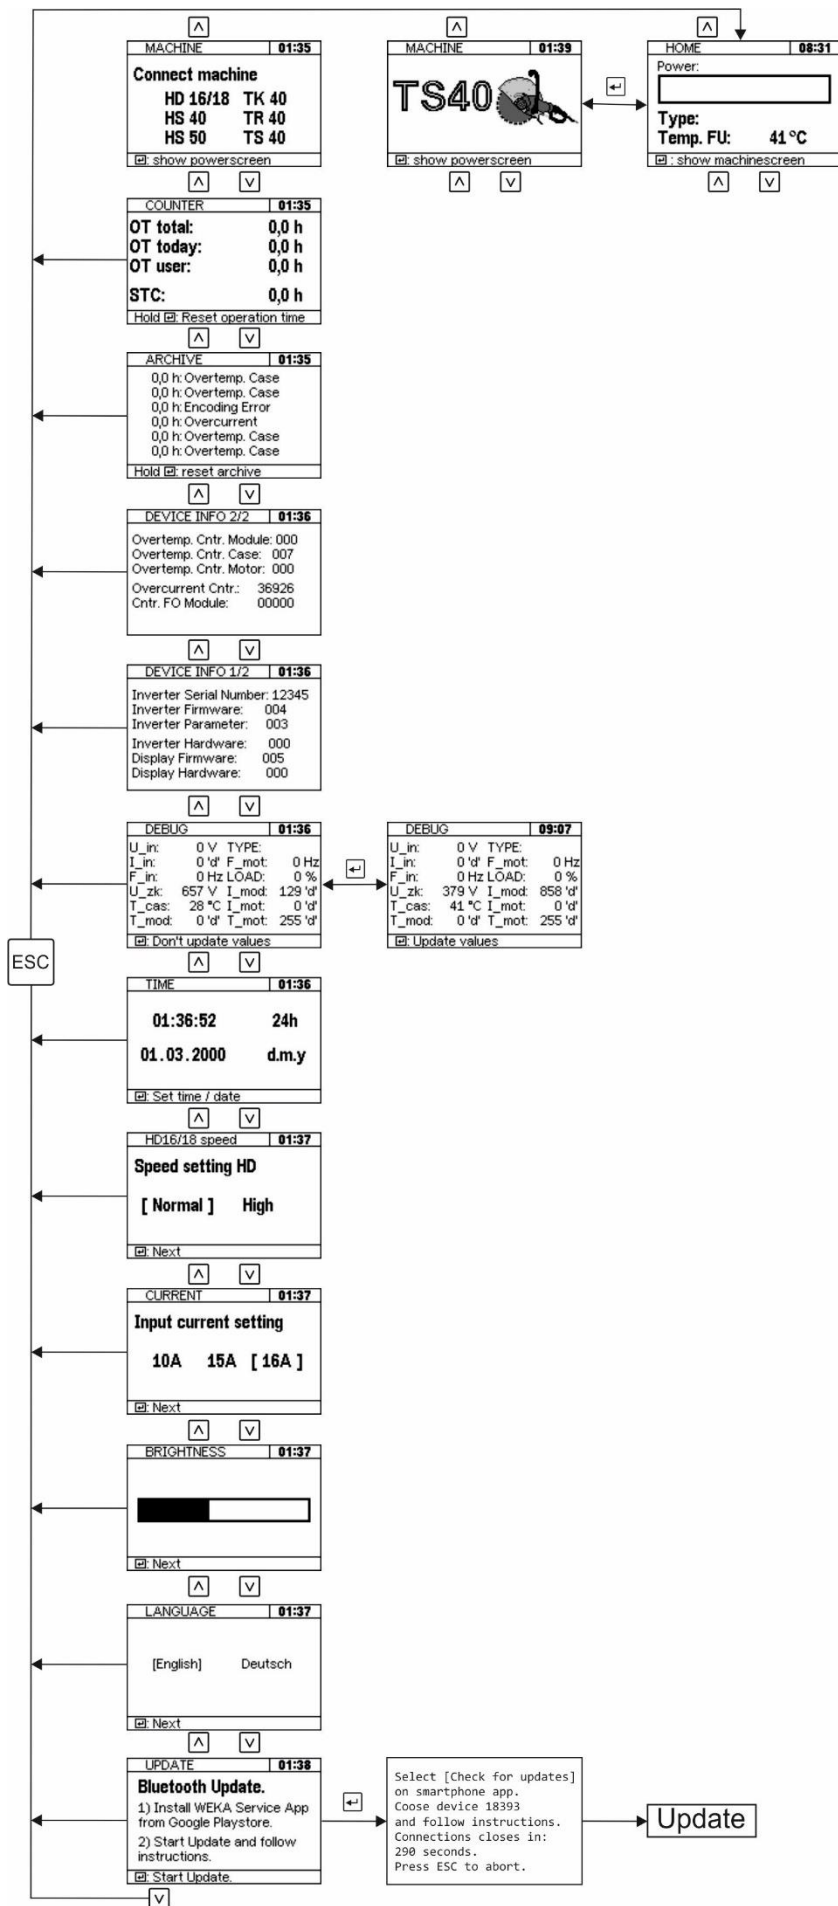 MACHINE 01:35
Connect machine
HD 16/18 TK 40
HS 40 TR 40
HS 50 TS 40
↵: show powerscreen
MACHINE 01:39
TS40
↵: show powerscreen
HOME 08:31
Power:
Type:
Temp. FU: 41°C
↵: show machinescreen
COUNTER 01:35
OT total: 0,0 h
OT today: 0,0 h
OT user: 0,0 h
STC: 0,0 h
Hold ↵: Reset operation time
ARCHIVE 01:35
0,0 h: Overtemp. Case
0,0 h: Overtemp. Case
0,0 h: Encoding Error
0,0 h: Overcurrent
0,0 h: Overtemp. Case
0,0 h: Overtemp. Case
Hold ↵: reset archive
DEVICE INFO 2/2 01:36
Overtemp. Cntr. Module: 000
Overtemp. Cntr. Case: 007
Overtemp. Cntr. Motor: 000
Overcurrent Cntr.: 36926
Cntr. FO Module: 00000
DEVICE INFO 1/2 01:36
Inverter Serial Number: 12345
Inverter Firmware: 004
Inverter Parameter: 003
Inverter Hardware: 000
Display Firmware: 005
Display Hardware: 000
DEBUG 01:36
U_in: 0 V TYPE:
I_in: 0 'd' F_mot: 0 Hz
F_in: 0 Hz LOAD: 0 %
U_zk: 657 V I_mod: 129 'd'
T_cas: 28 °C I_mot: 0 'd'
T_mod: 0 'd' T_mot: 255 'd'
↵: Don't update values
DEBUG 09:07
U_in: 0 V TYPE:
I_in: 0 'd' F_mot: 0 Hz
F_in: 0 Hz LOAD: 0 %
U_zk: 379 V I_mod: 858 'd'
T_cas: 41 °C I_mot: 0 'd'
T_mod: 0 'd' T_mot: 255 'd'
↵: Update values
ESC
TIME 01:36
01:36:52 24h
01.03.2000 d.m.y
↵: Set time / date
HD16/18 speed 01:37
Speed setting HD
[ Normal ] High
↵: Next
CURRENT 01:37
Input current setting
10A 15A [ 16A ]
↵: Next
BRIGHTNESS 01:37
↵: Next
LANGUAGE 01:37
[English] Deutsch
↵: Next
UPDATE 01:38
Bluetooth Update.
1) Install WEKA Service App
from Google Playstore.
2) Start Update and follow
instructions.
↵: Start Update.
Select [Check for updates]
on smartphone app.
Coose device 18393
and follow instructions.
Connections closes in:
290 seconds.
Press ESC to abort.
Update